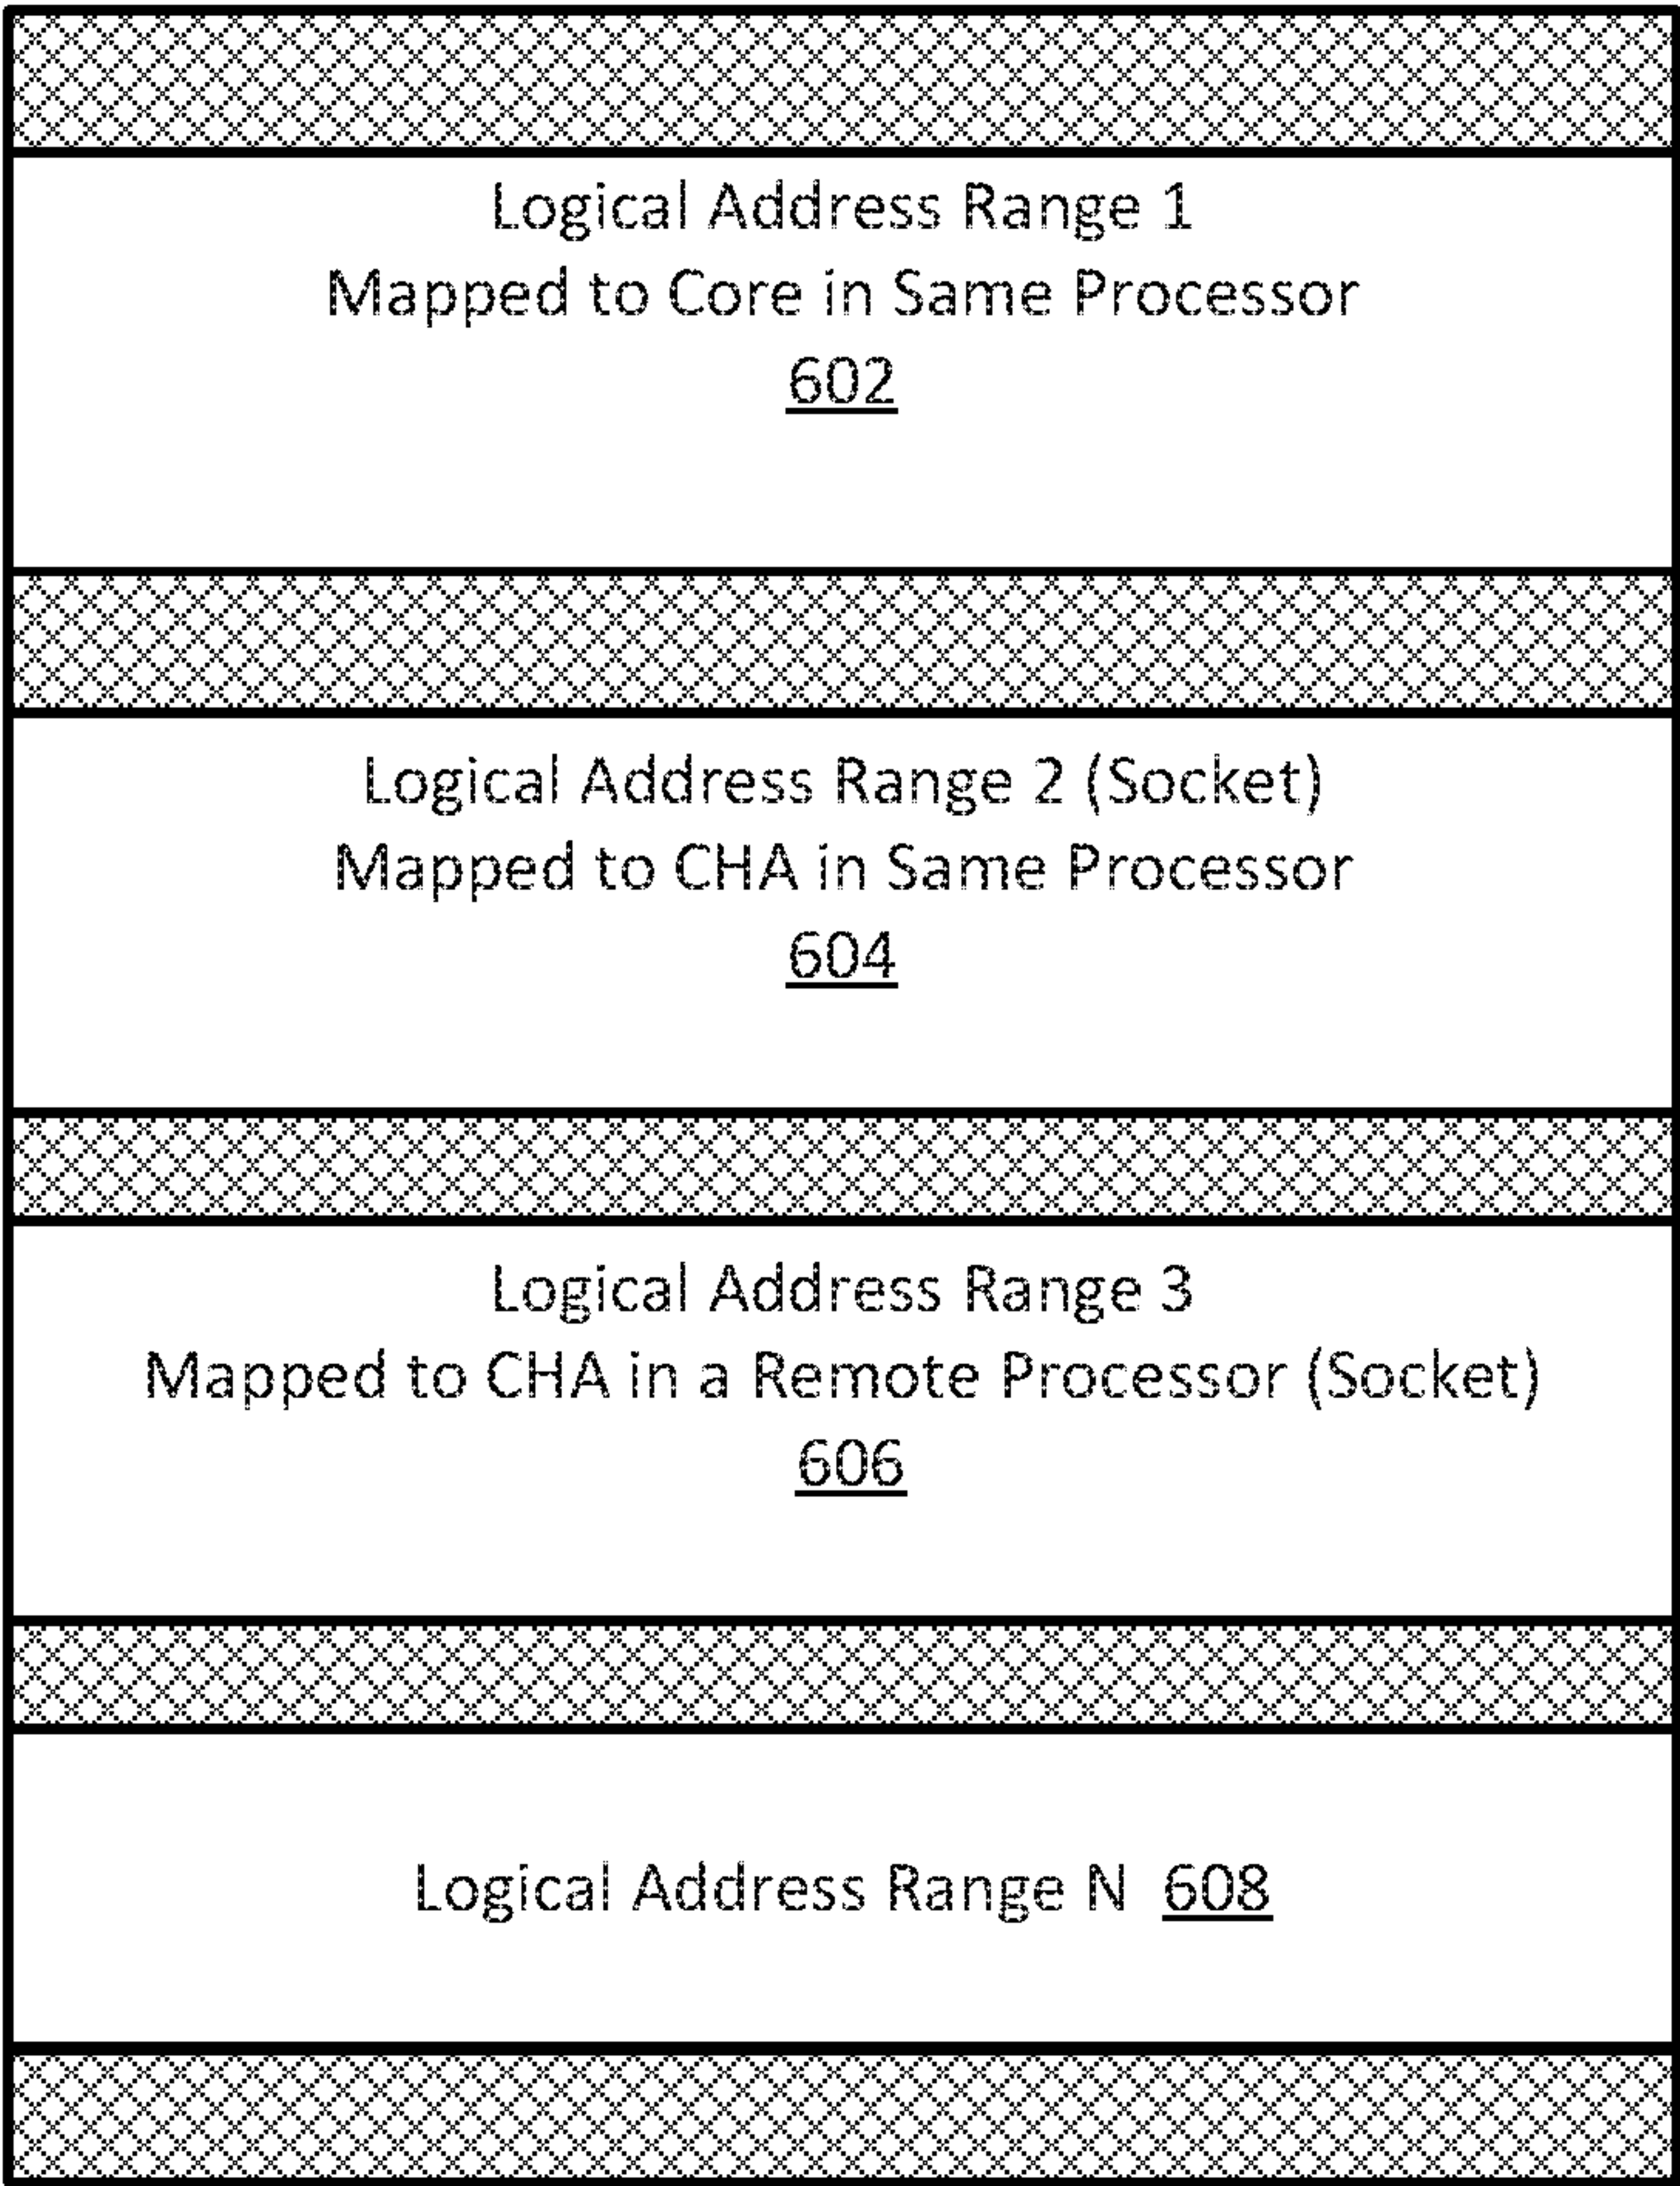 Logical Address Range 1
Mapped to Core in Same Processor
602
Logical Address Range 2 (Socket)
Mapped to CHA in Same Processor
604
Logical Address Range 3
Mapped to CHA in a Remote Processor (Socket)
606
Logical Address Range N 608